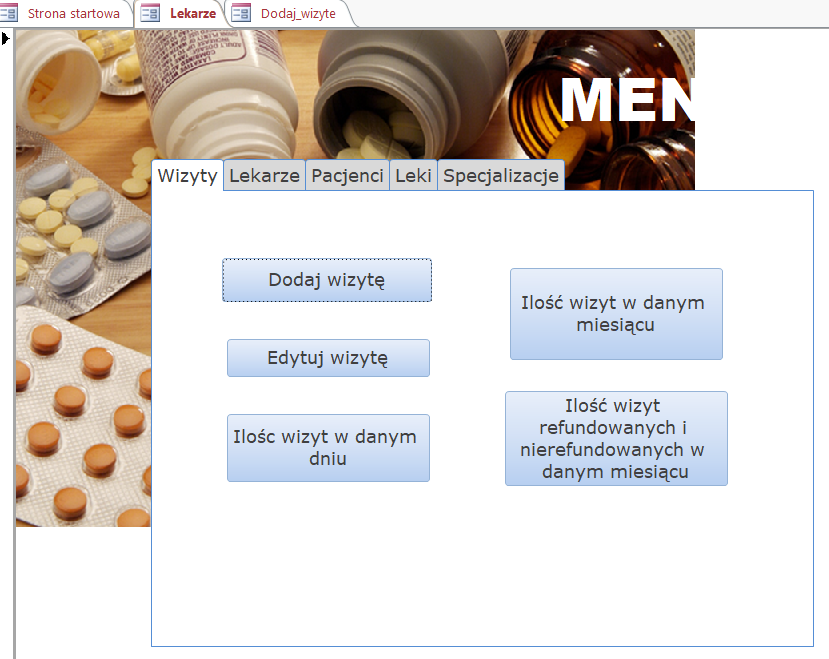 Strona startowa
Lekarze
Dodaj_wizyte
MEN
Wizyty
Lekarze
Pacjenci
Leki
Specjalizacje
Dodaj wizytę
Edytuj wizytę
Ilośc wizyt w danym
dniu
Ilość wizyt w danym
miesiącu
Ilość wizyt
refundowanych i
nierefundowanych w
danym miesiącu